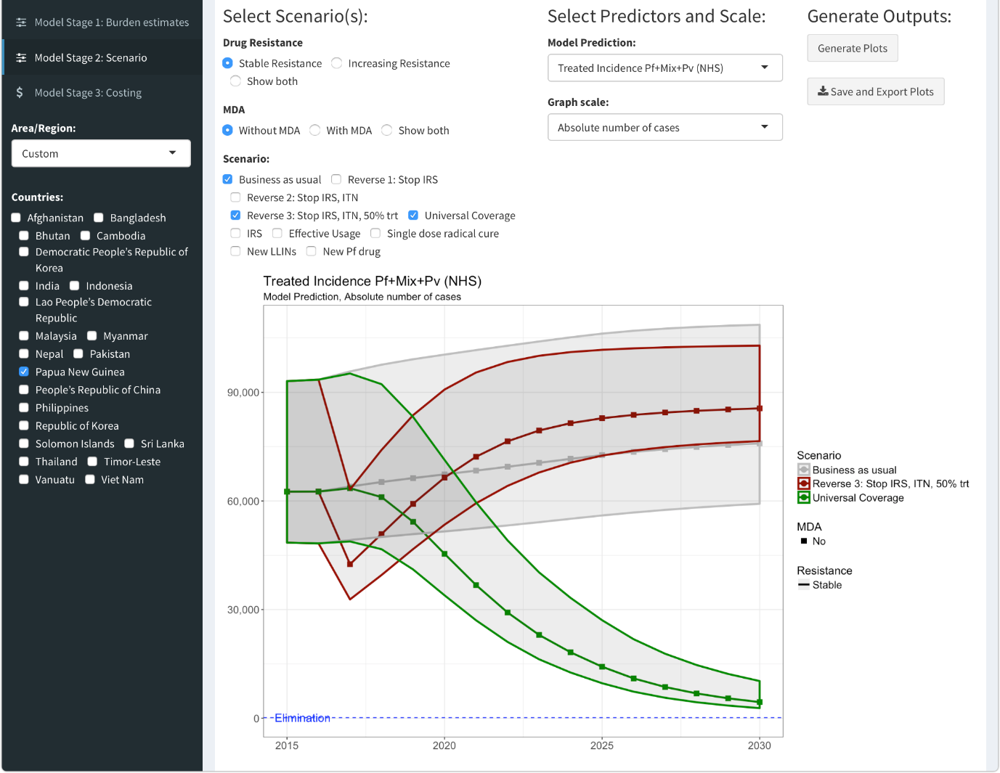 Model Stage 1: Burden estimates
Model Stage 2: Scenario
$ Model Stage 3: Costing
Area/Region:
Custom
Countries:
Afghanistan Bangladesh
Bhutan Cambodia
Democratic People's Republic of
Korea
India Indonesia
Lao People's Democratic
Republic
Malaysia Myanmar
Nepal Pakistan
Papua New Guinea
People's Republic of China
Philippines
Republic of Korea
Solomon Islands Sri Lanka
Thailand Timor-Leste
Vanuatu Viet Nam
Select Scenario(s):
Drug Resistance
Stable Resistance Increasing Resistance
Show both
MDA
Without MDA With MDA Show both
Scenario:
Business as usual Reverse 1: Stop IRS
Reverse 2: Stop IRS, ITN
Reverse 3: Stop IRS, ITN, 50% trt Universal Coverage
IRS Effective Usage Single dose radical cure
New LLINs New Pf drug
Select Predictors and Scale:
Model Prediction:
Treated Incidence Pf+Mix+Pv (NHS)
Graph scale:
Absolute number of cases
Generate Outputs:
Generate Plots
Save and Export Plots
Treated Incidence Pf+Mix+Pv (NHS)
Model Prediction, Absolute number of cases
90,000
60,000
30,000
0
Elimination
2015 2020 2025 2030
Scenario
Business as usual
Reverse 3: Stop IRS, ITN, 50% trt
Universal Coverage
MDA
No
Resistance
Stable